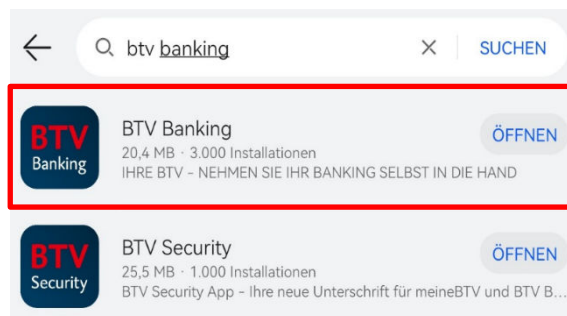 btv banking
SUCHEN
BTV
Banking
BTV Banking
20,4 MB · 3.000 Installationen
IHRE BTV – NEHMEN SIE IHR BANKING SELBST IN DIE HAND
ÖFFNEN
BTV
Security
BTV Security
25,5 MB · 1.000 Installationen
BTV Security App – Ihre neue Unterschrift für meineBTV und BTV B...
ÖFFNEN